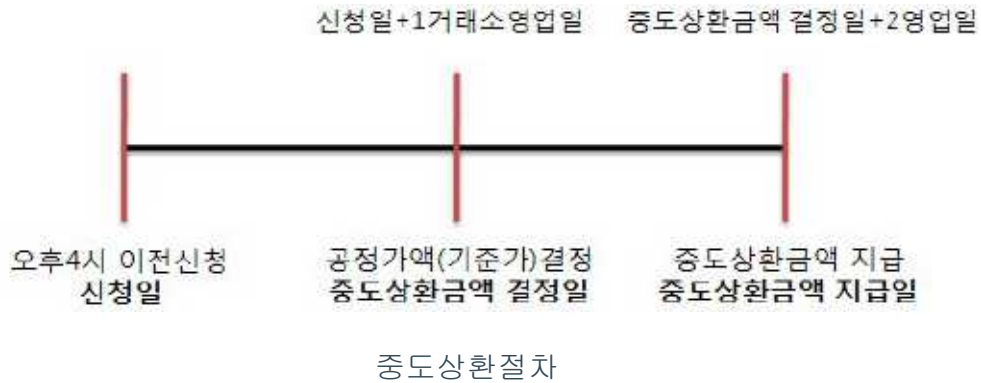 신청일+1거래소영업일
중도상환금액 결정일+2영업일
오후4시 이전신청
신청일
공정가액(기준가)결정
중도상환금액 결정일
중도상환금액 지급
중도상환금액 지급일
중도상환절차